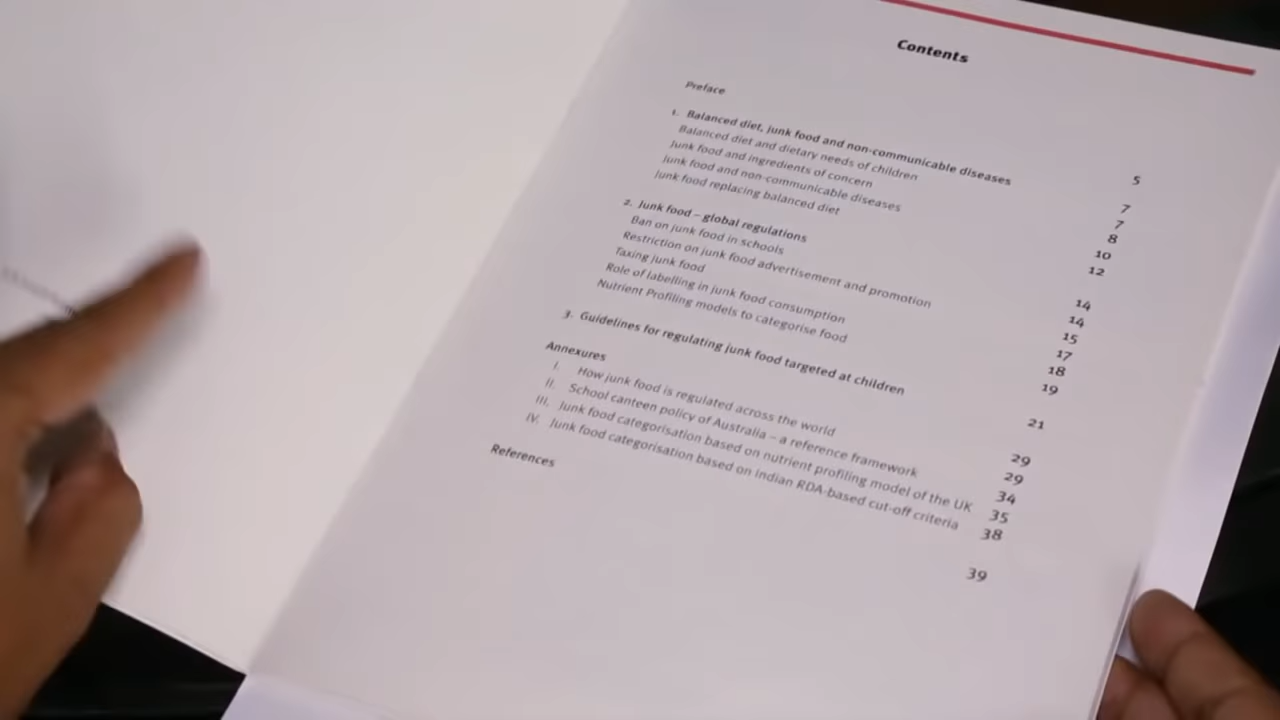 Contents
Preface 5
1. Balanced diet, junk food and non-communicable diseases 7
Balanced diet and dietary needs of children 7
Junk food and ingredients of concern 8
Junk food and non-communicable diseases 10
Junk food replacing balanced diet 12
2. Junk food – global regulations 14
Ban on junk food in schools 14
Restriction on junk food advertisement and promotion 15
Taxing junk food 17
Role of labelling in junk food consumption 18
Nutrient Profiling models to categorise food 19
3. Guidelines for regulating junk food targeted at children 21
Annexures 29
I. How junk food is regulated across the world 29
II. School canteen policy of Australia – a reference framework 34
III. Junk food categorisation based on nutrient profiling model of the UK 35
IV. Junk food categorisation based on Indian RDA-based cut-off criteria 38
References 39